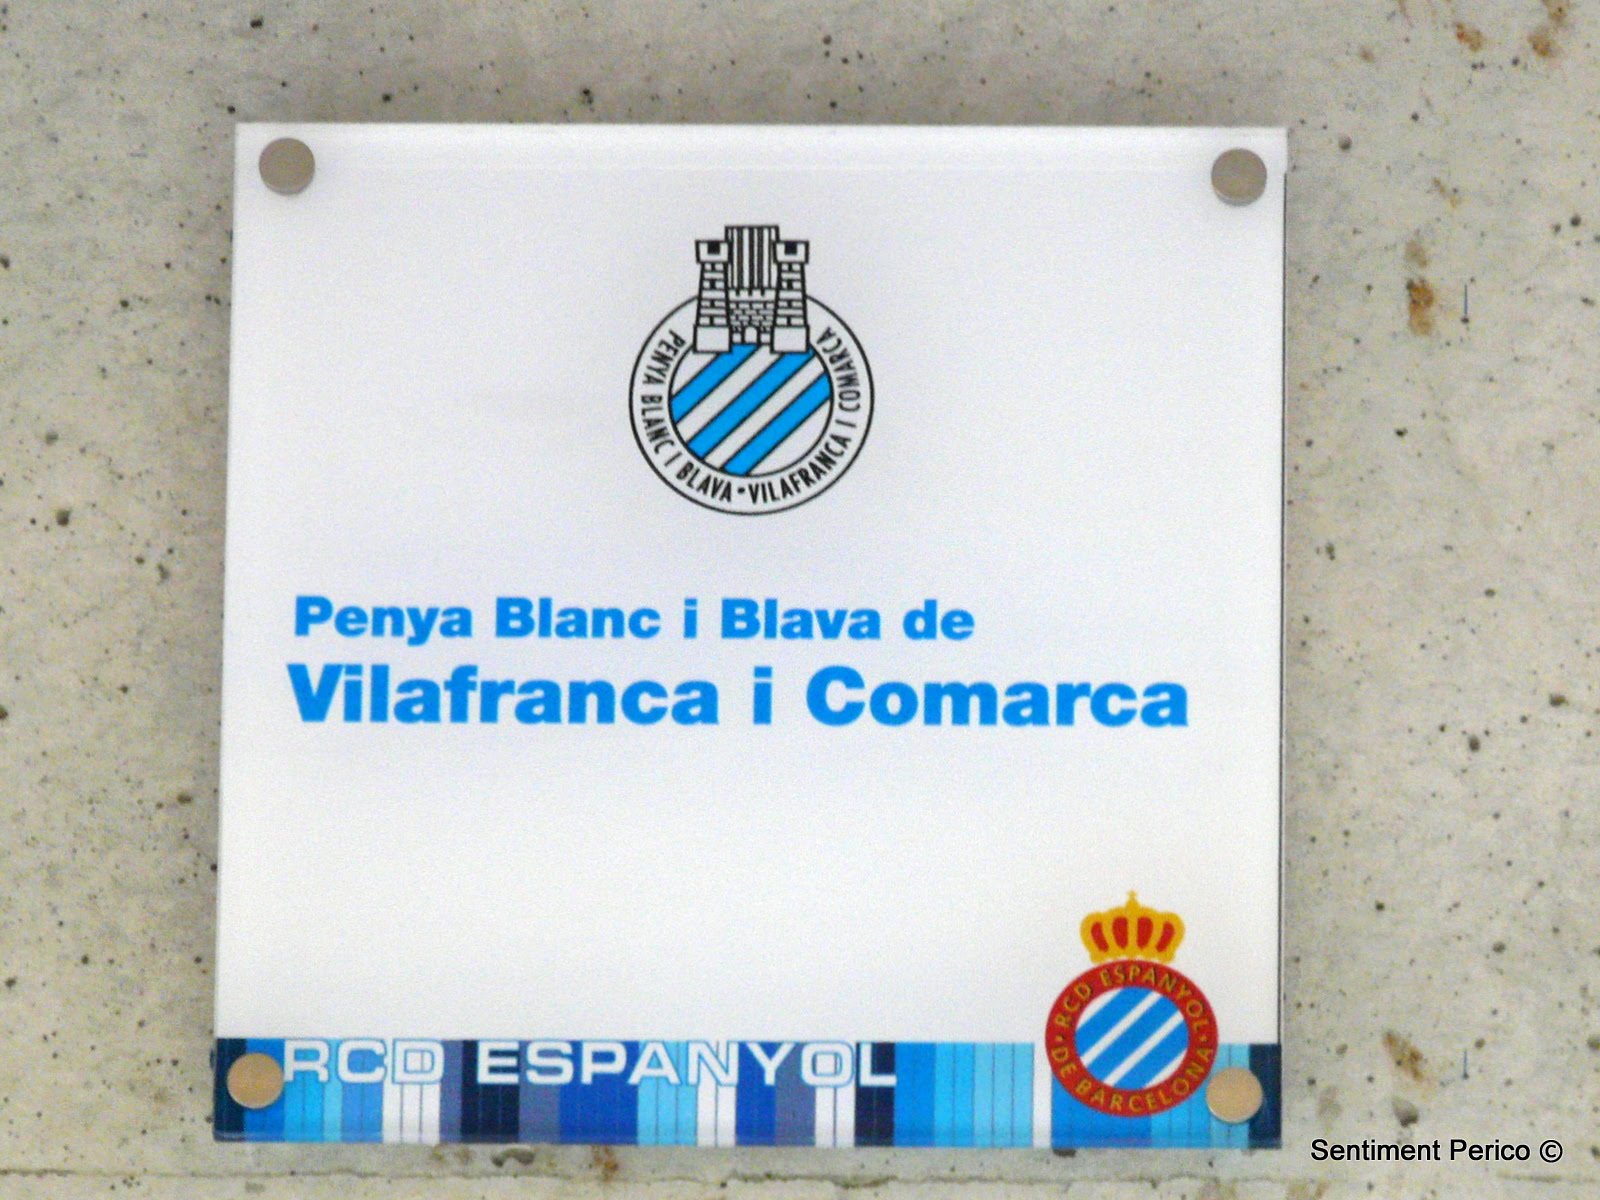 PENYA BLANC I BLAVA - VILAFRANCA I COMARCA
Penya Blanc i Blava de
Vilafranca i Comarca
RCD ESPANYOL
· RCD ESPANYOL ·
DE BARCELONA
Sentiment Perico ©